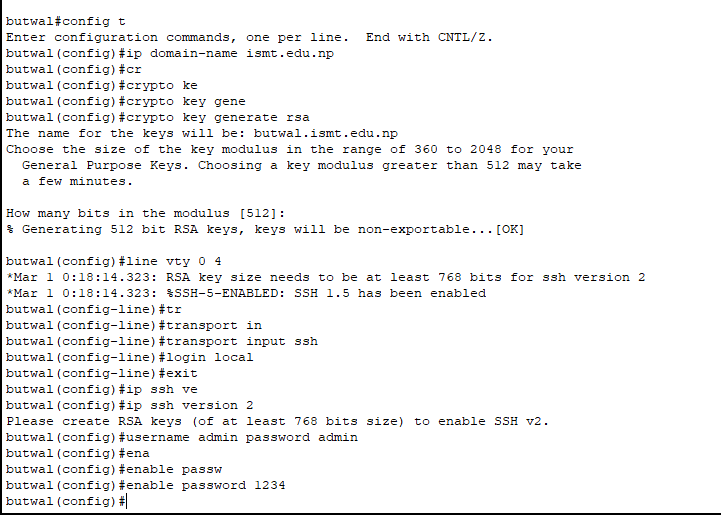 butwal#config t
Enter configuration commands, one per line.  End with CNTL/Z.
butwal(config)#ip domain-name ismt.edu.np
butwal(config)#cr
butwal(config)#crypto ke
butwal(config)#crypto key gene
butwal(config)#crypto key generate rsa
The name for the keys will be: butwal.ismt.edu.np
Choose the size of the key modulus in the range of 360 to 2048 for your
  General Purpose Keys. Choosing a key modulus greater than 512 may take
  a few minutes.

How many bits in the modulus [512]:
% Generating 512 bit RSA keys, keys will be non-exportable...[OK]

butwal(config)#line vty 0 4
*Mar 1 0:18:14.323: RSA key size needs to be at least 768 bits for ssh version 2
*Mar 1 0:18:14.323: %SSH-5-ENABLED: SSH 1.5 has been enabled
butwal(config-line)#tr
butwal(config-line)#transport in
butwal(config-line)#transport input ssh
butwal(config-line)#login local
butwal(config-line)#exit
butwal(config)#ip ssh ve
butwal(config)#ip ssh version 2
Please create RSA keys (of at least 768 bits size) to enable SSH v2.
butwal(config)#username admin password admin
butwal(config)#ena
butwal(config)#enable passw
butwal(config)#enable password 1234
butwal(config)#